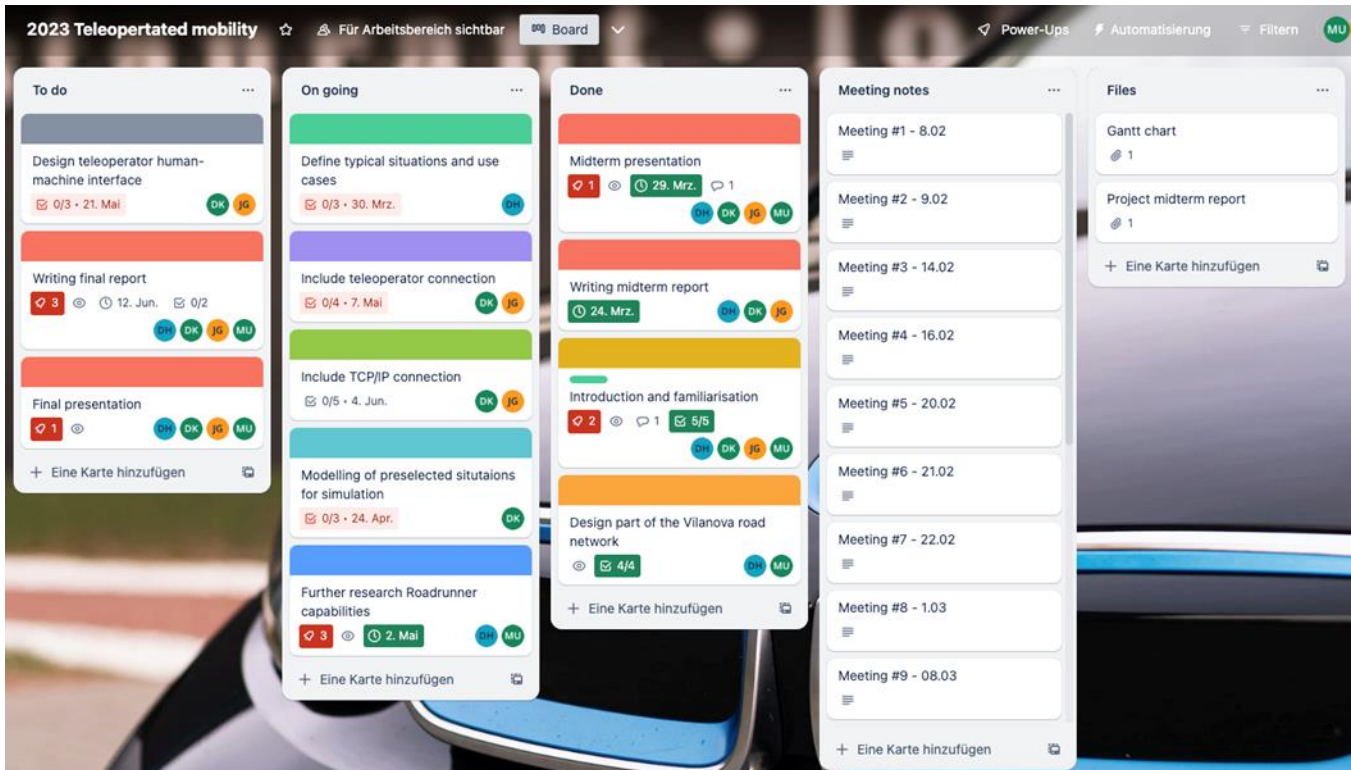 2023 Teleopertated mobility
Für Arbeitsbereich sichtbar
Board
Power-Ups
Automatisierung
Filtern
MU
To do
Design teleoperator human-
machine interface
0/3 • 21. Mai
DK JG
Writing final report
3
12. Jun.
0/2
DH DK JG MU
Final presentation
1
DH DK JG MU
+ Eine Karte hinzufügen
On going
Define typical situations and use
cases
0/3 • 30. Mrz.
DH
Include teleoperator connection
0/4 • 7. Mai
DK JG
Include TCP/IP connection
0/5 • 4. Jun.
DK JG
Modelling of preselected situtaions
for simulation
0/3 • 24. Apr.
DK
Further research Roadrunner
capabilities
3
2. Mai
DH MU
+ Eine Karte hinzufügen
Done
Midterm presentation
1
29. Mrz.
1
DH DK JG MU
Writing midterm report
24. Mrz.
DH DK JG
Introduction and familiarisation
2
1
5/5
DH DK JG MU
Design part of the Vilanova road
network
4/4
DH MU
+ Eine Karte hinzufügen
Meeting notes
Meeting #1 - 8.02
Meeting #2 - 9.02
Meeting #3 - 14.02
Meeting #4 - 16.02
Meeting #5 - 20.02
Meeting #6 - 21.02
Meeting #7 - 22.02
Meeting #8 - 1.03
Meeting #9 - 08.03
+ Eine Karte hinzufügen
Files
Gantt chart
1
Project midterm report
1
+ Eine Karte hinzufügen